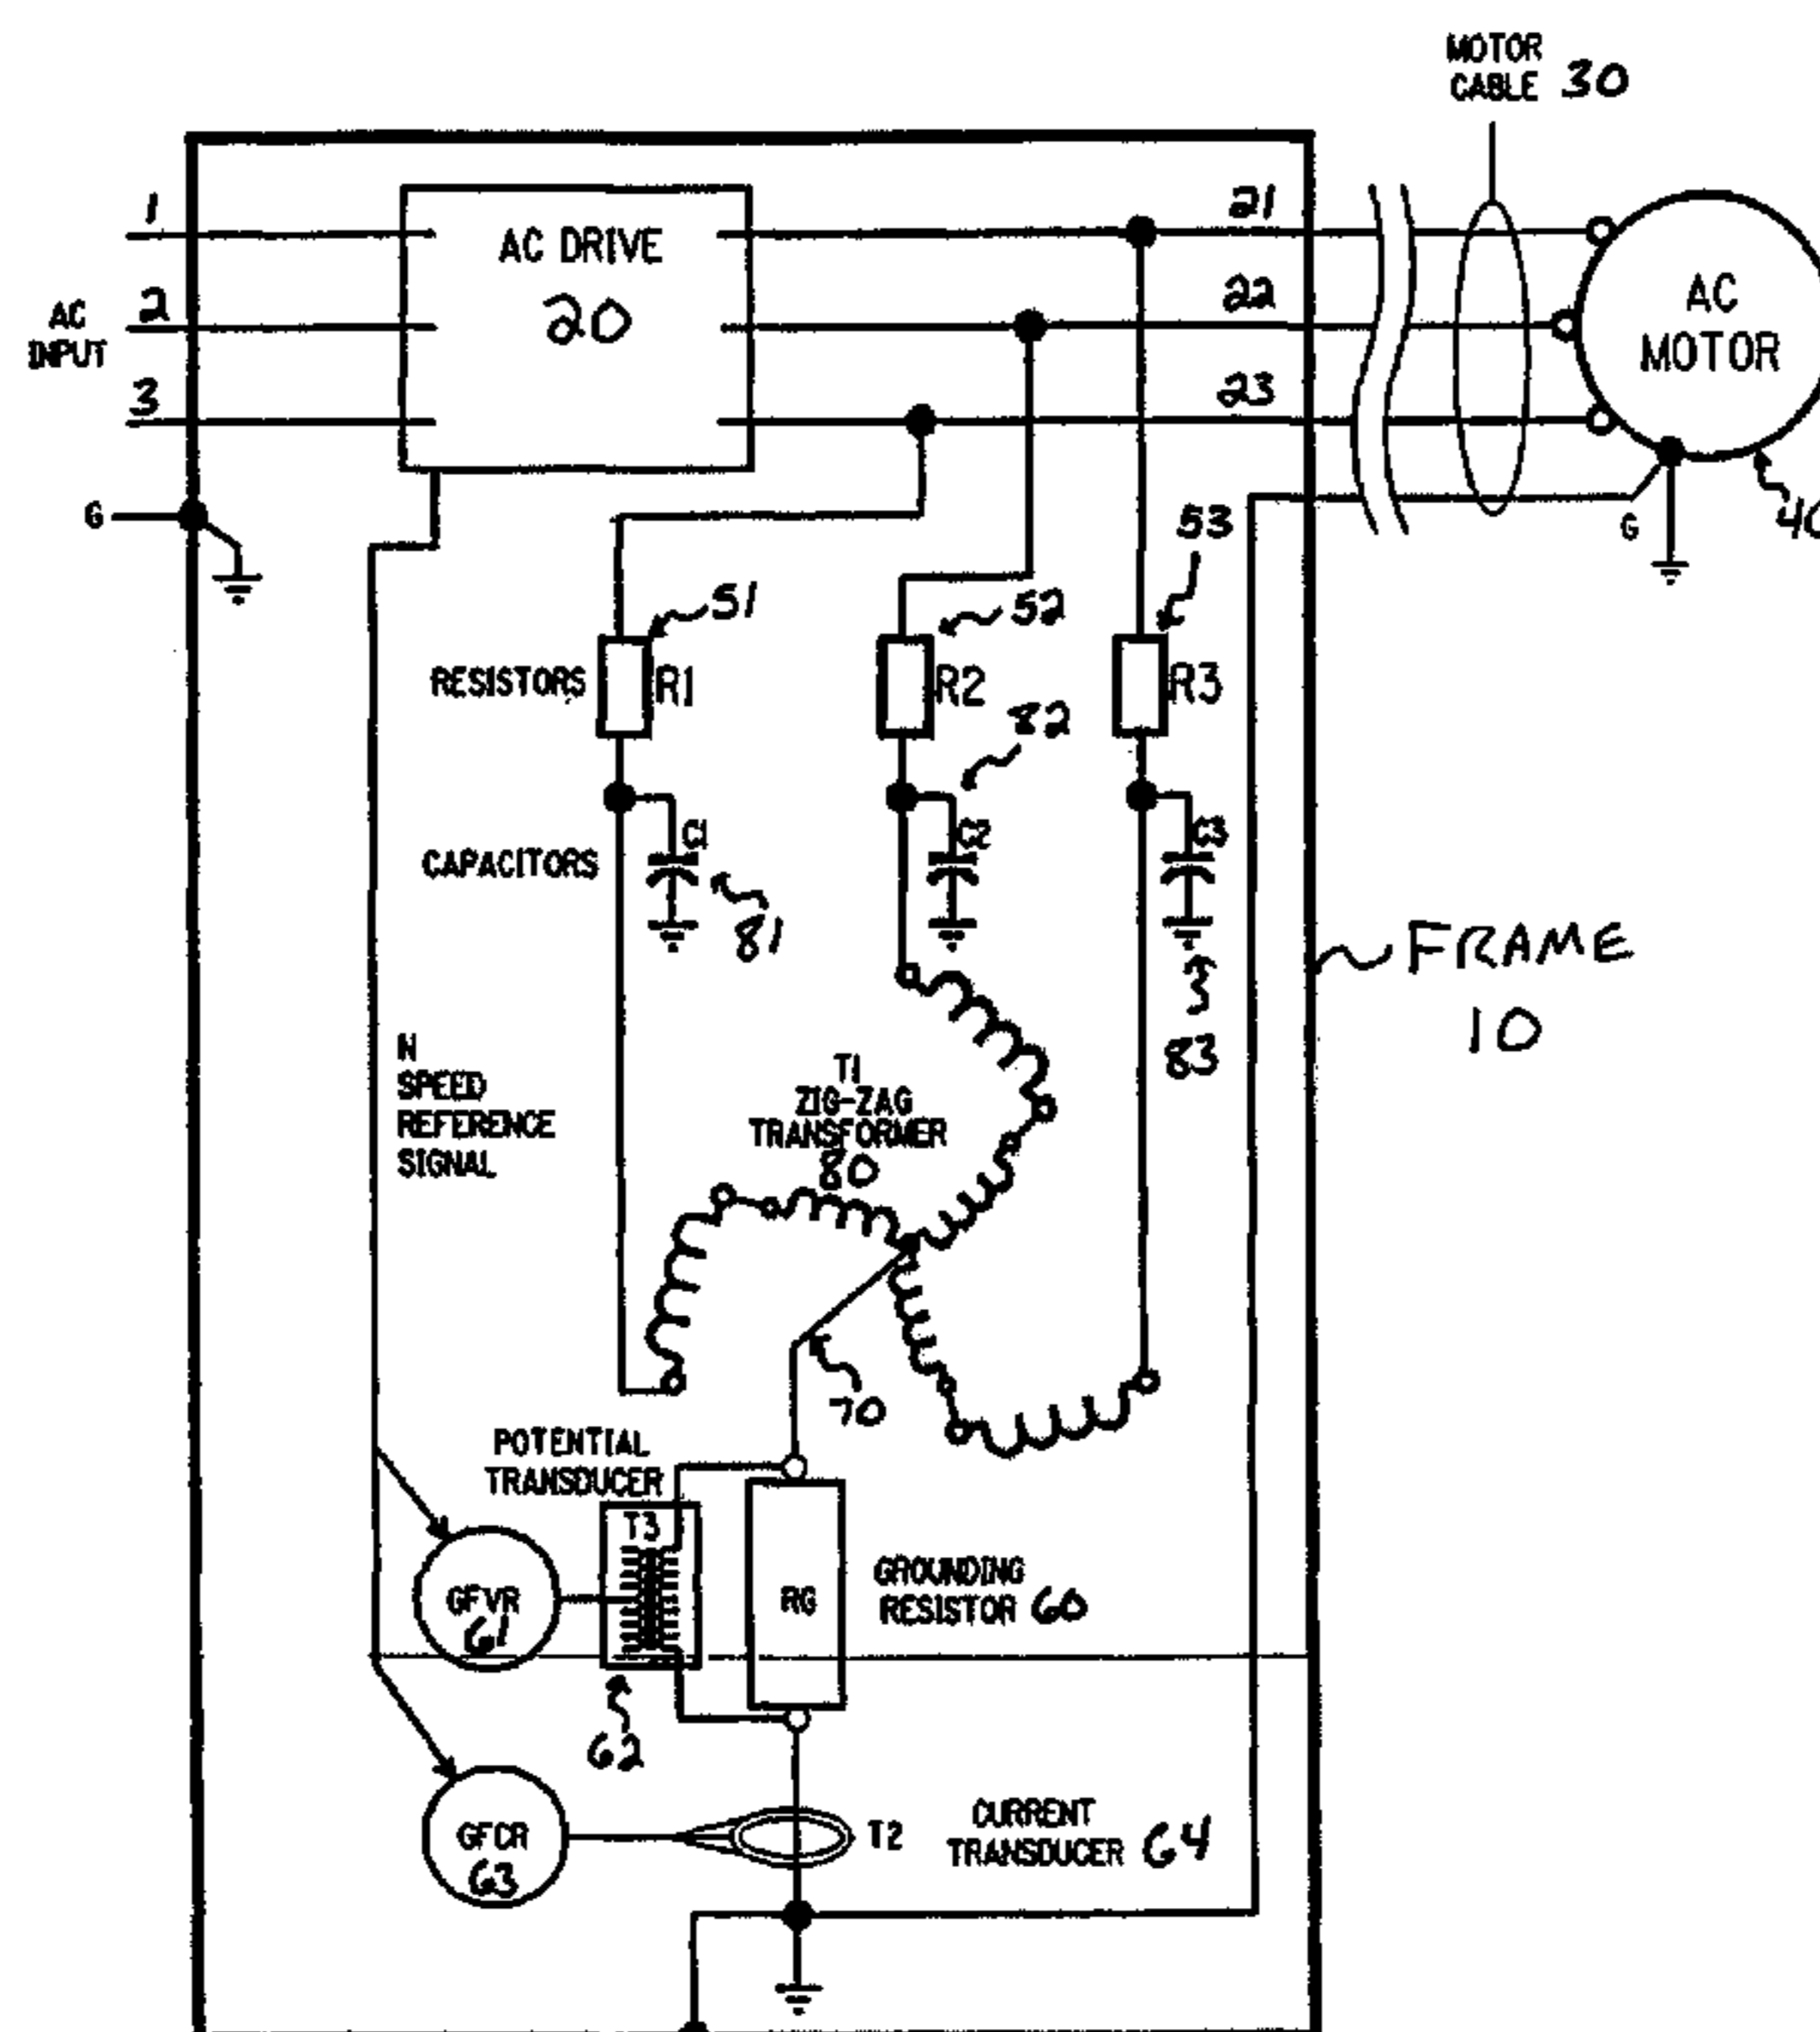 MOTOR
CABLE 30
1
AC DRIVE
20
21
2
22
AC
INPUT
AC
MOTOR
3
23
G
G
53
51
52
RESISTORS
R1
R2
R3
82
C1
C2
C3
CAPACITORS
81
FRAME
10
83
N
SPEED
REFERENCE
SIGNAL
T1
ZIG-ZAG
TRANSFORMER
80
70
POTENTIAL
TRANSDUCER
T3
GFVR
61
RG
GROUNDING
RESISTOR 60
62
GFCR
63
T2
CURRENT
TRANSDUCER 64